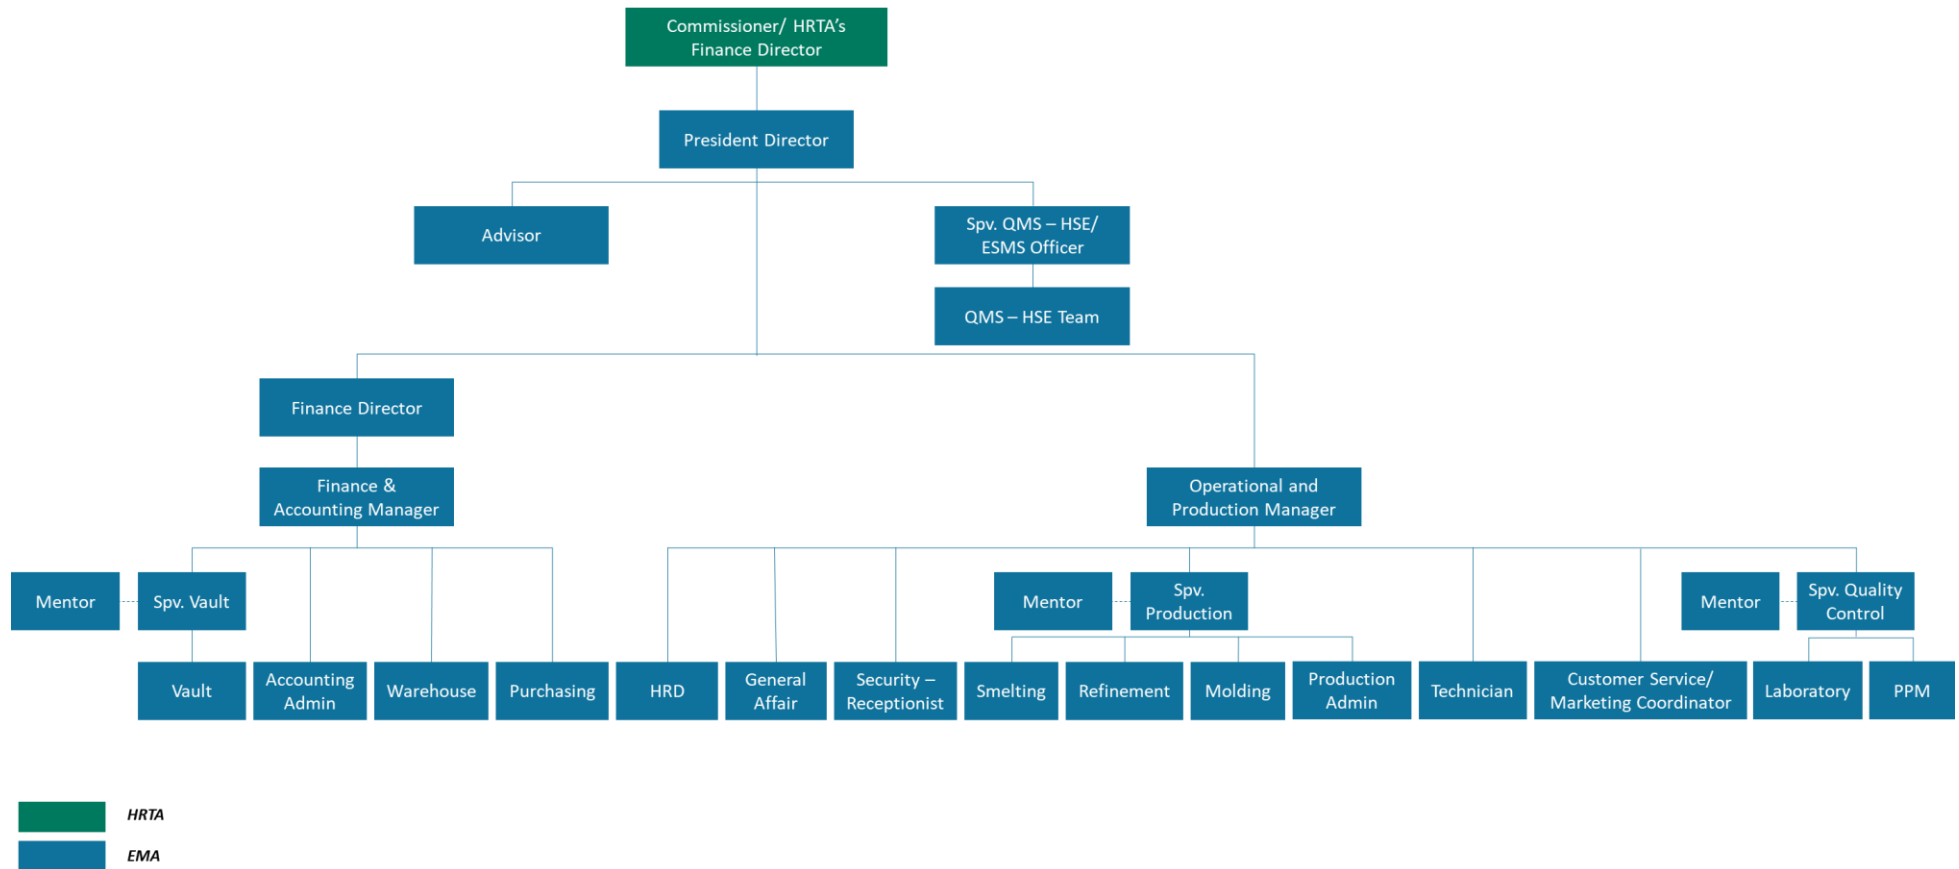 Commissioner/ HRTA's
Finance Director
President Director
Advisor
Spv. QMS – HSE/
ESMS Officer
QMS – HSE Team
Finance Director
Finance &
Accounting Manager
Operational and
Production Manager
Mentor
Spv. Vault
Mentor
Spv.
Production
Mentor
Spv. Quality
Control
Vault
Accounting
Admin
Warehouse
Purchasing
HRD
General
Affair
Security –
Receptionist
Smelting
Refinement
Molding
Production
Admin
Technician
Customer Service/
Marketing Coordinator
Laboratory
PPM
HRTA
EMA